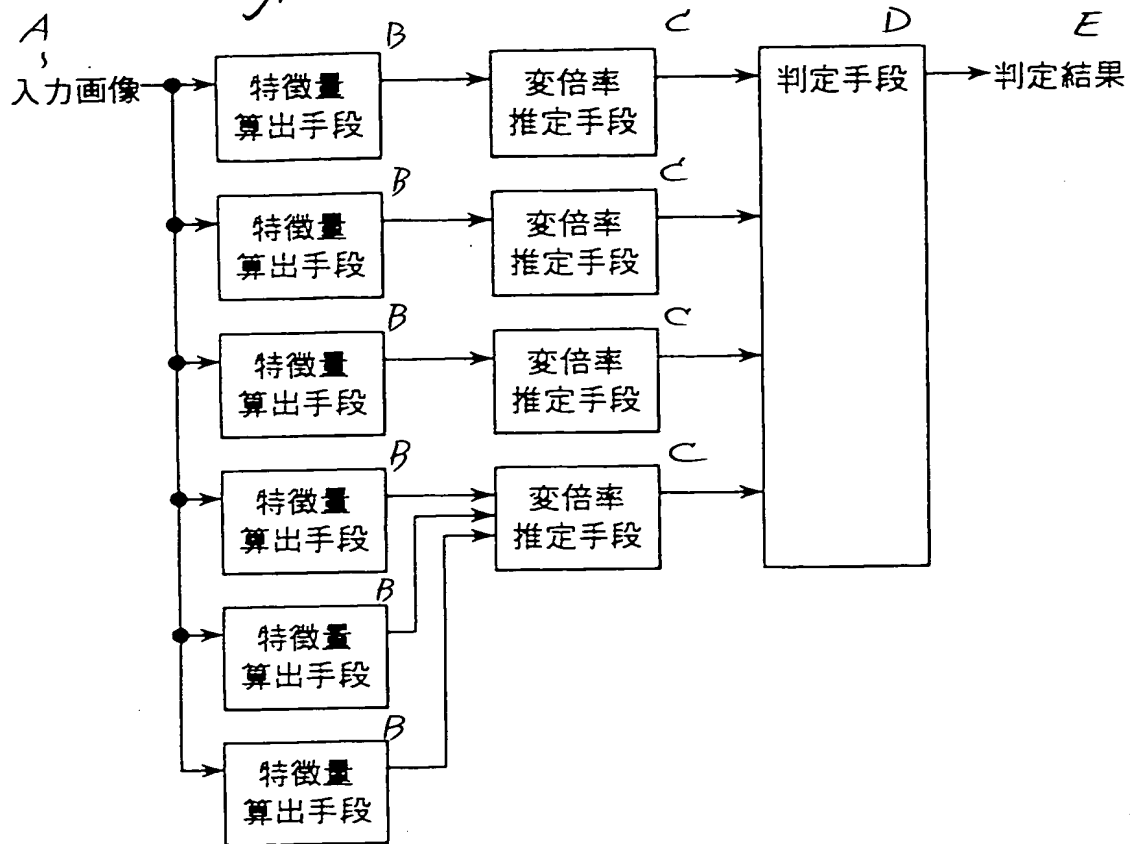 A
B
C
D
E
入力画像
特徴量
算出手段
変倍率
推定手段
判定手段
判定結果
B
C
特徴量
算出手段
変倍率
推定手段
B
C
特徴量
算出手段
変倍率
推定手段
B
C
特徴量
算出手段
変倍率
推定手段
B
特徴量
算出手段
B
特徴量
算出手段